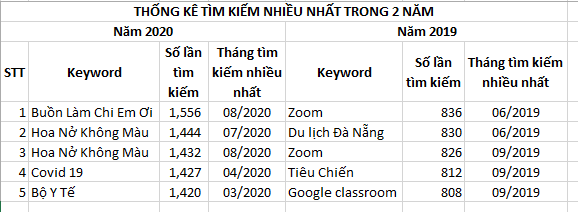 THỐNG KÊ TÌM KIẾM NHIỀU NHẤT TRONG 2 NĂM
Năm 2020 Năm 2019
STT Keyword Số lần tìm kiếm Tháng tìm kiếm nhiều nhất Keyword Số lần tìm kiếm Tháng tìm kiếm nhiều nhất
1 Buồn Làm Chi Em Ơi 1,556 08/2020 Zoom 836 06/2019
2 Hoa Nở Không Màu 1,444 07/2020 Du lịch Đà Nẵng 830 06/2019
3 Hoa Nở Không Màu 1,432 08/2020 Zoom 826 09/2019
4 Covid 19 1,427 04/2020 Tiêu Chiến 812 09/2019
5 Bộ Y Tế 1,420 03/2020 Google classroom 808 09/2019